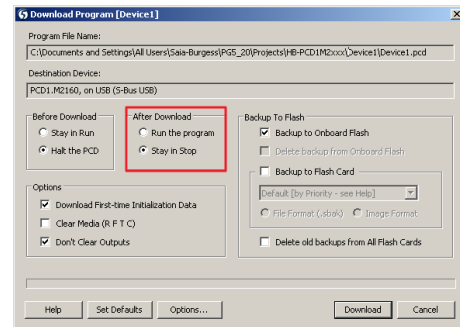 Download Program [Device1]
Program File Name:
C:\Documents and Settings\All Users\Saia-Burgess\PG5_20\Projects\HB-PCD1M2xxx\Device1\Device1.pcd
Destination Device:
PCD1.M2160, on USB (S-Bus USB)
Before Download
Stay in Run
Halt the PCD
After Download
Run the program
Stay in Stop
Options
Download First-time Initialization Data
Clear Media (R F T C)
Don't Clear Outputs
Backup To Flash
Backup to Onboard Flash
Delete backup from Onboard Flash
Backup to Flash Card
Default [by Priority - see Help]
File Format (.sbak)
Image Format
Delete old backups from All Flash Cards
Help
Set Defaults
Options...
Download
Cancel